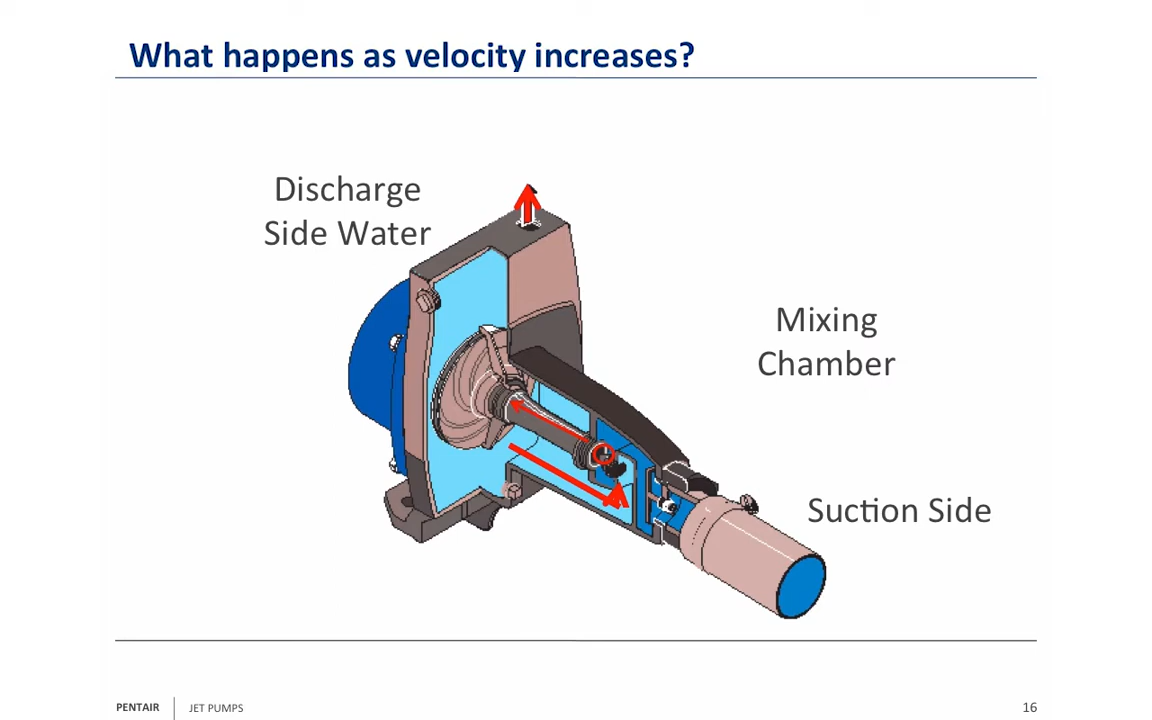 What happens as velocity increases?
Discharge
Side Water
Mixing
Chamber
Suction Side
PENTAIR
JET PUMPS
16